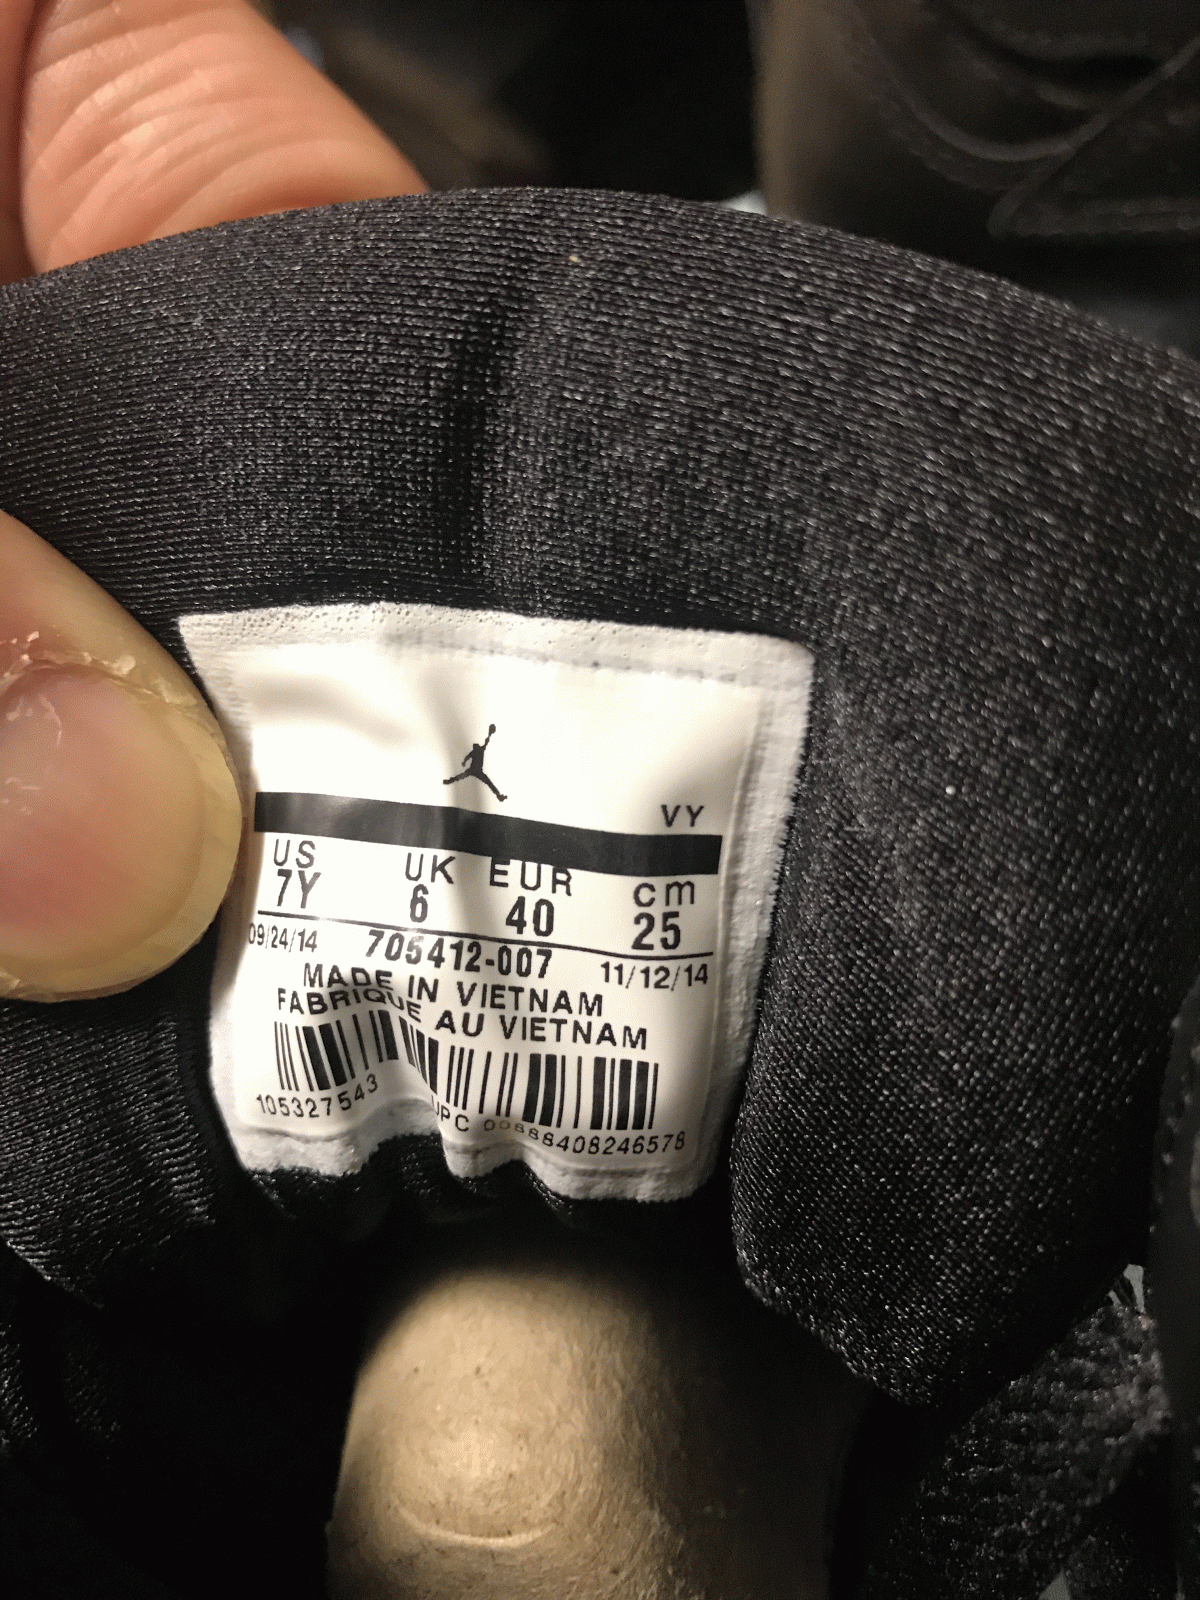 VY
US UK EUR cm
7Y 6 40 25
09/24/14 705412-007 11/12/14
MADE IN VIETNAM
FABRIQUE AU VIETNAM
105327543 UPC 00888408246578